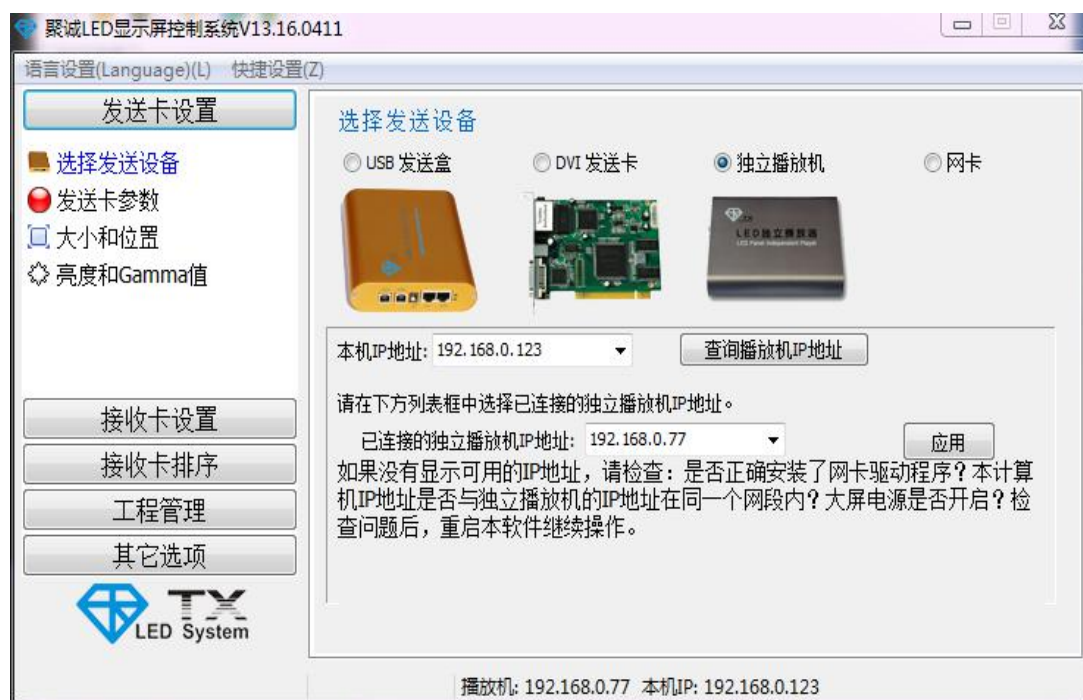 聚诚LED显示屏控制系统V13.16.0411
语言设置(Language)(L) 快捷设置(Z)
发送卡设置
选择发送设备
发送卡参数
大小和位置
亮度和Gamma值
接收卡设置
接收卡排序
工程管理
其它选项
TX
LED System
选择发送设备
USB 发送盒 DVI 发送卡 独立播放机 网卡
LED独立播放器
LED Panel Independent Player
本机IP地址: 192.168.0.123 查询播放机IP地址
请在下方列表框中选择已连接的独立播放机IP地址。
已连接的独立播放机IP地址: 192.168.0.77 应用
如果没有显示可用的IP地址，请检查：是否正确安装了网卡驱动程序？本计算
机IP地址是否与独立播放机的IP地址在同一个网段内？大屏电源是否开启？检
查问题后，重启本软件继续操作。
播放机: 192.168.0.77 本机IP: 192.168.0.123